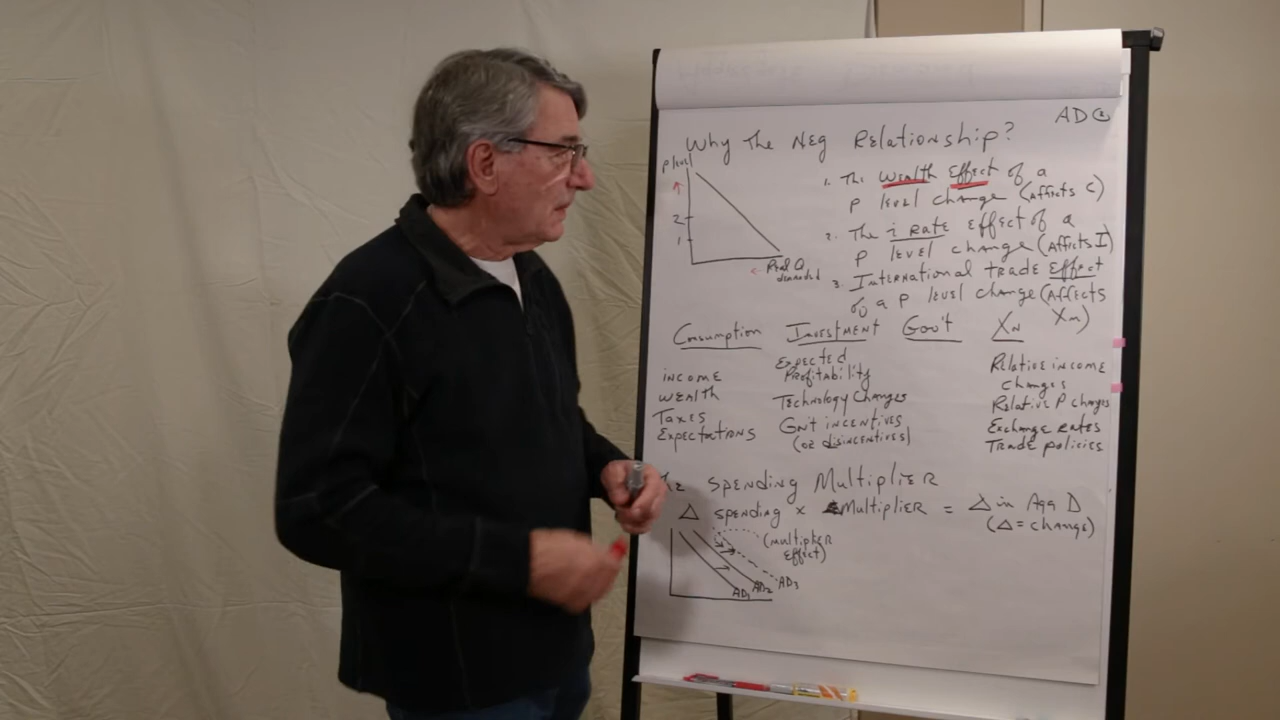 AD 2
Why The Neg Relationship?
P level
2
1
Real Q
demanded
1. The Wealth Effect of a
P level change (affects C)
2. The i Rate effect of a
P level change (Affects I)
3. International trade Effect
of a P level change (Affects
Xn)
Consumption Investment Gov't Xn
income
Wealth
Taxes
Expectations
Expected
Profitability
Technology Changes
Gov't incentives
(or disincentives)
Relative income
changes
Relative P changes
Exchange rates
Trade policies
Spending Multiplier
Δ spending x Multiplier = Δ in Agg D
(Δ = change)
(multiplier
effect)
AD1 AD2 AD3